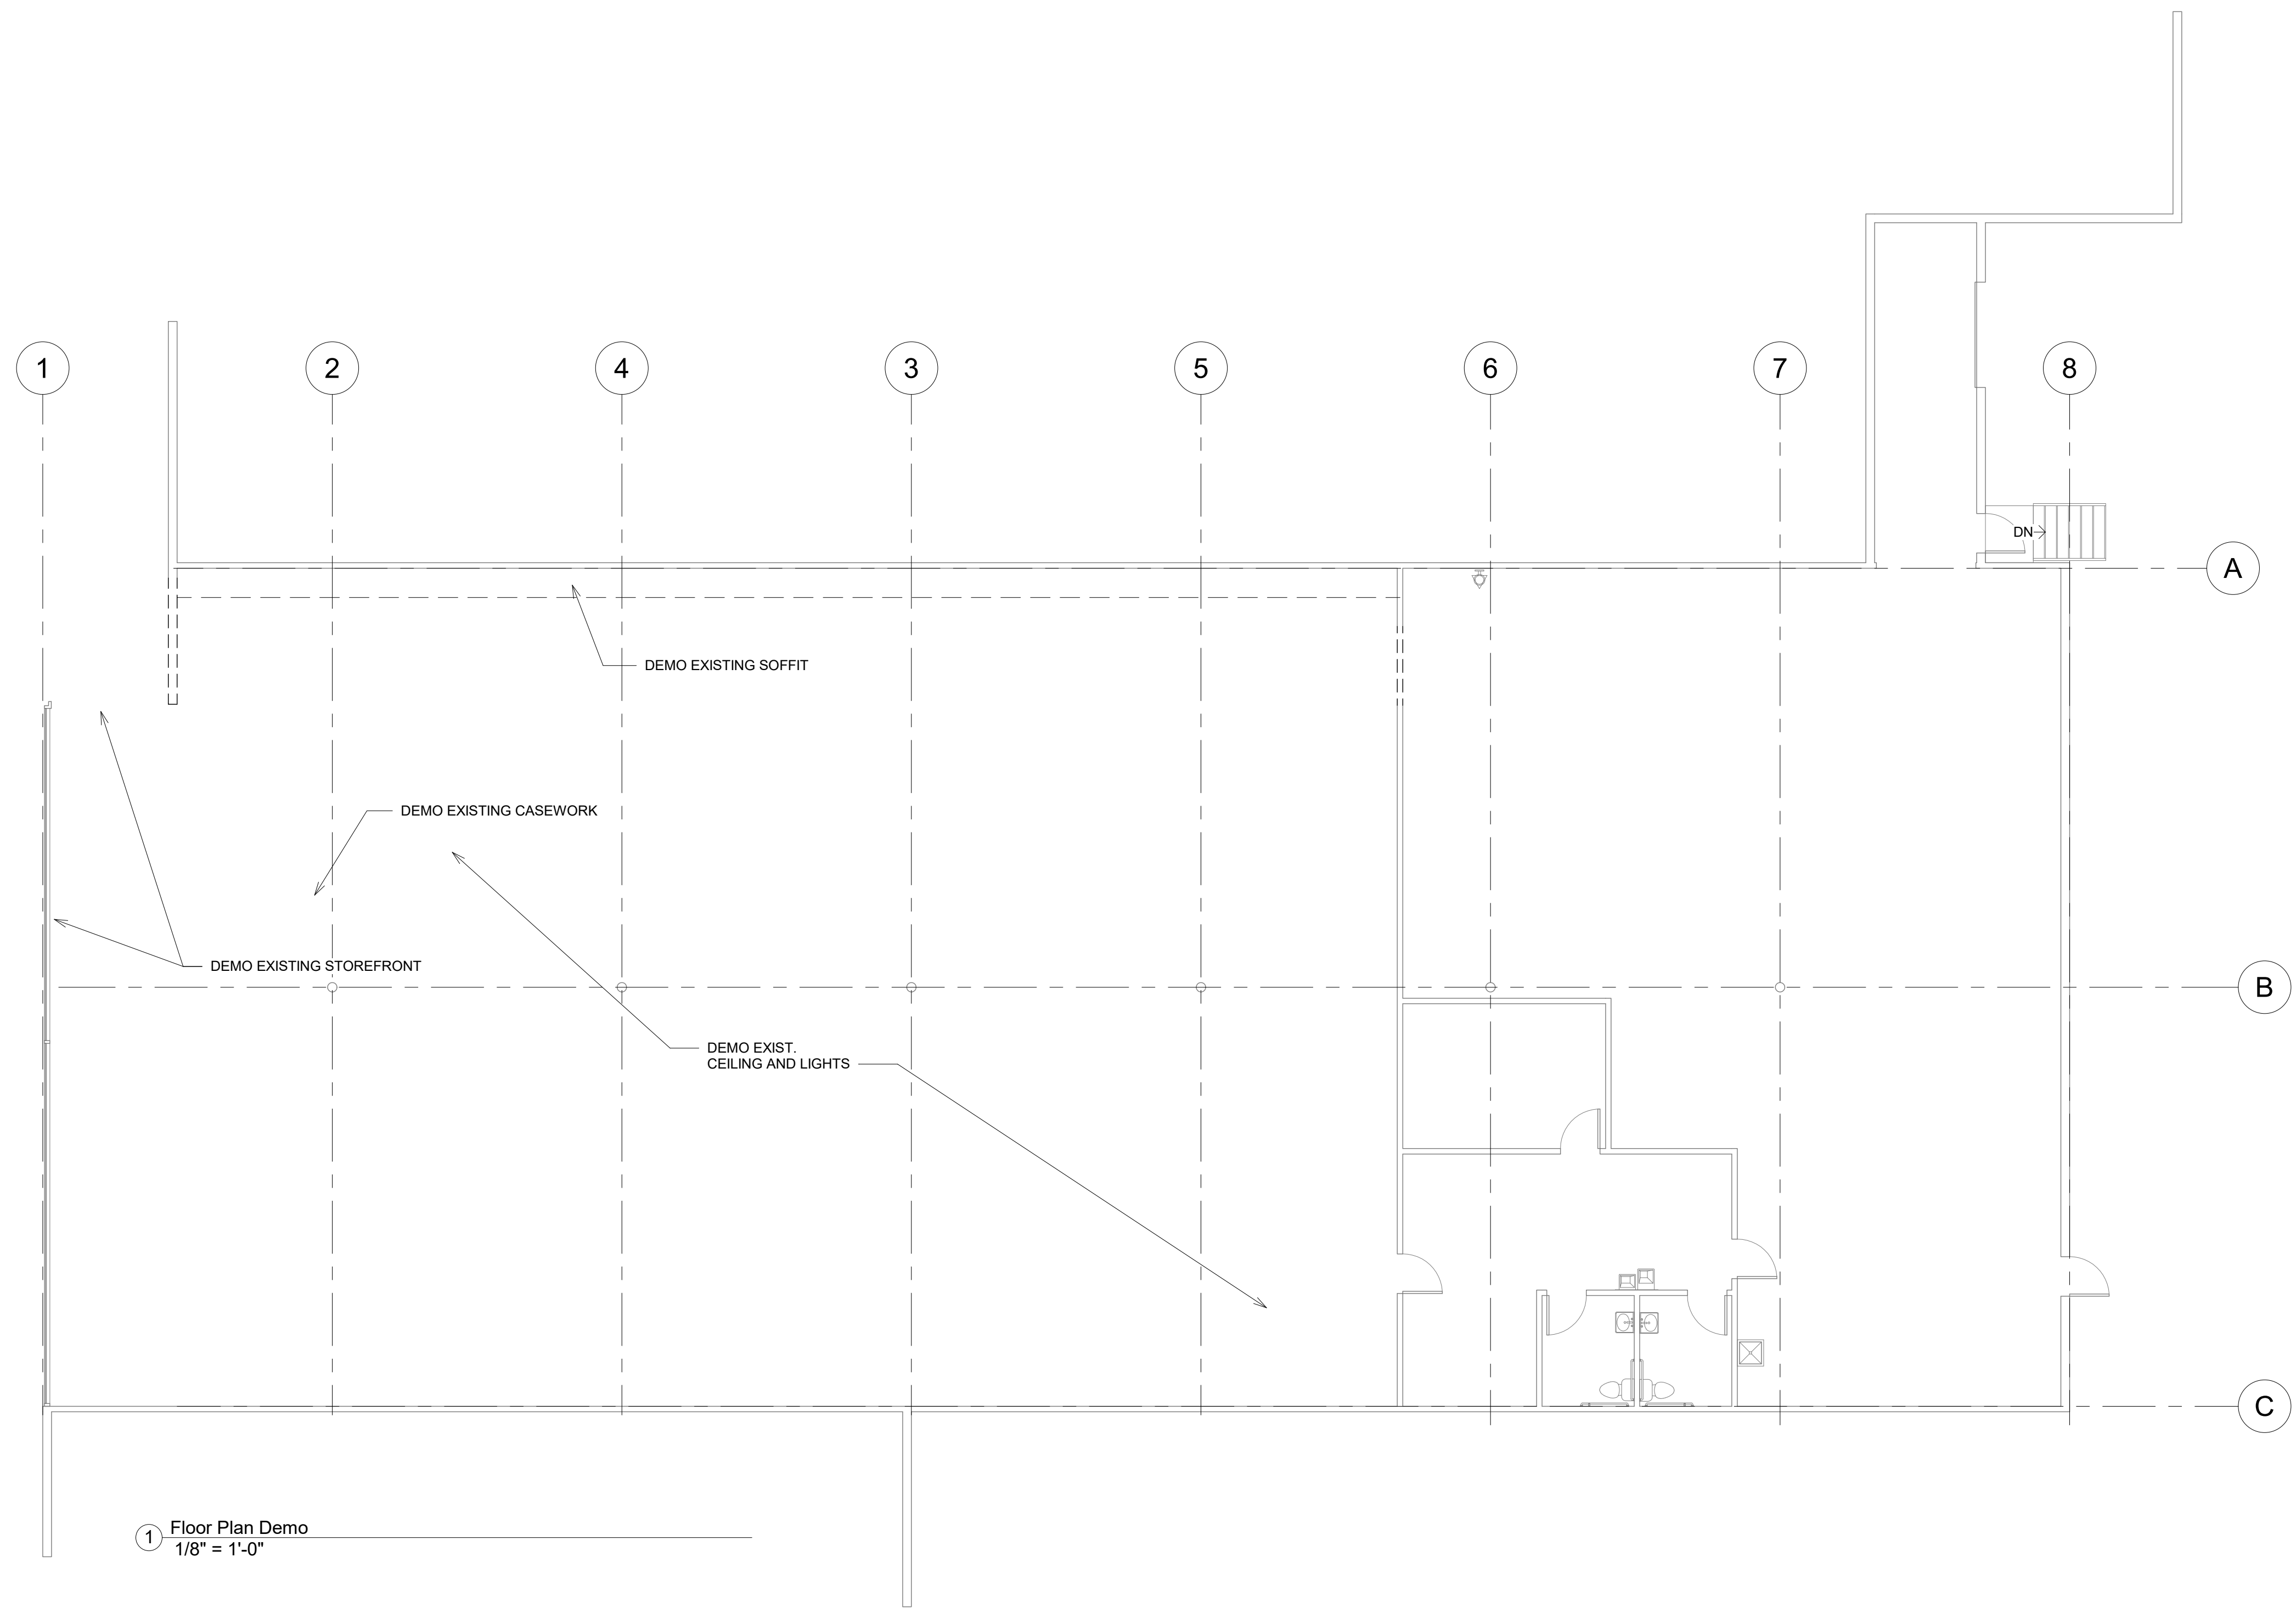 1 2 4 3 5 6 7 8
DN
A
DEMO EXISTING SOFFIT
DEMO EXISTING CASEWORK
DEMO EXISTING STOREFRONT
B
DEMO EXIST.
CEILING AND LIGHTS
C
1 Floor Plan Demo
1/8" = 1'-0"